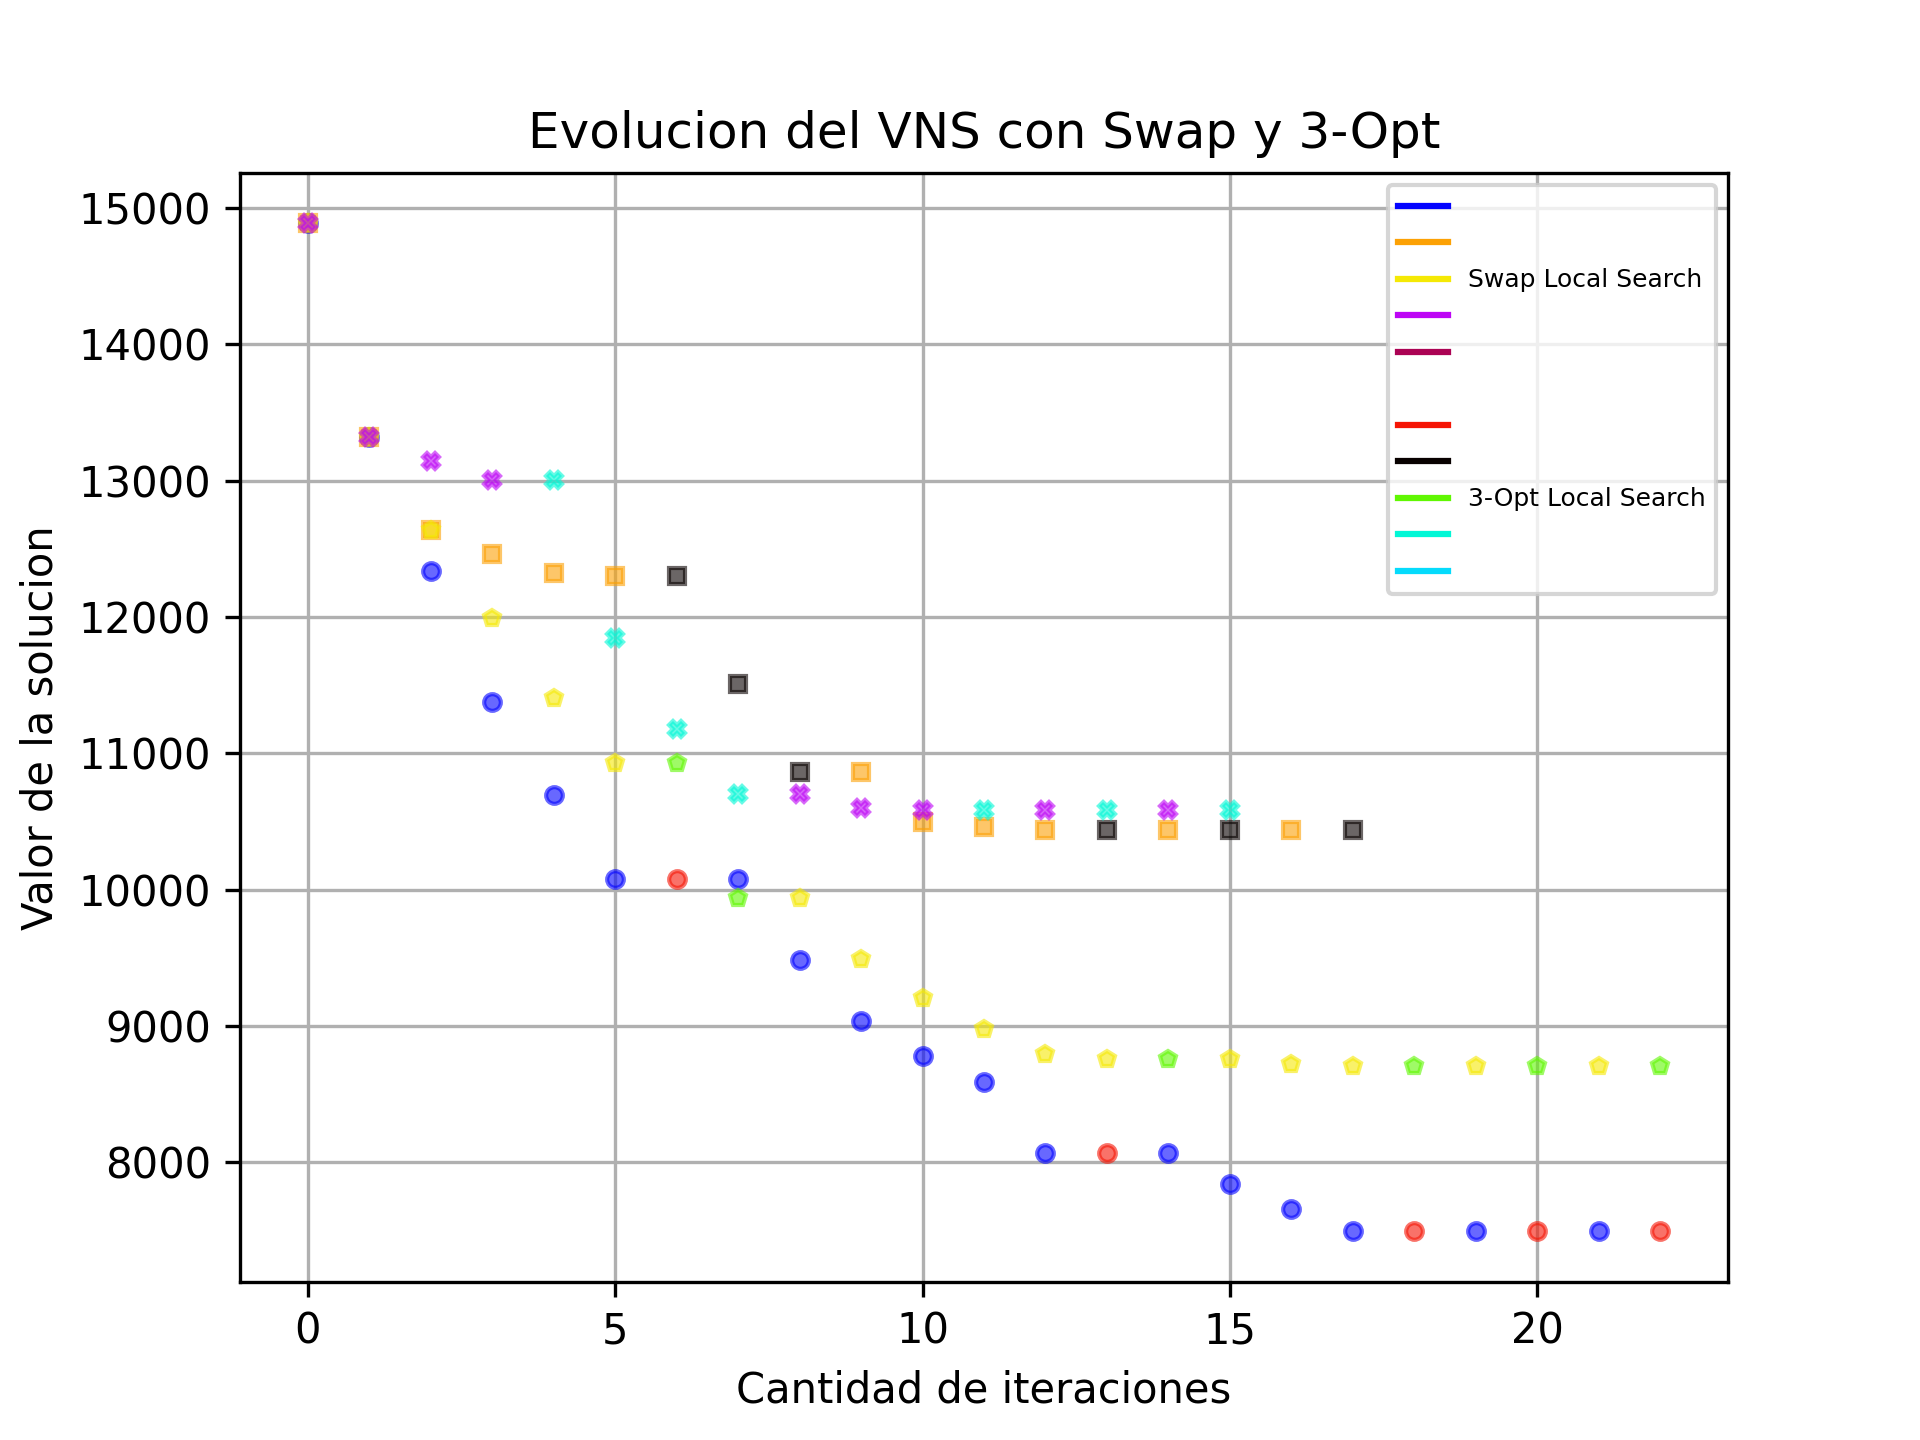 Evolucion del VNS con Swap y 3-Opt
15000
14000
13000
12000
11000
10000
9000
8000
Valor de la solucion
Swap Local Search
3-Opt Local Search
0 5 10 15 20
Cantidad de iteraciones